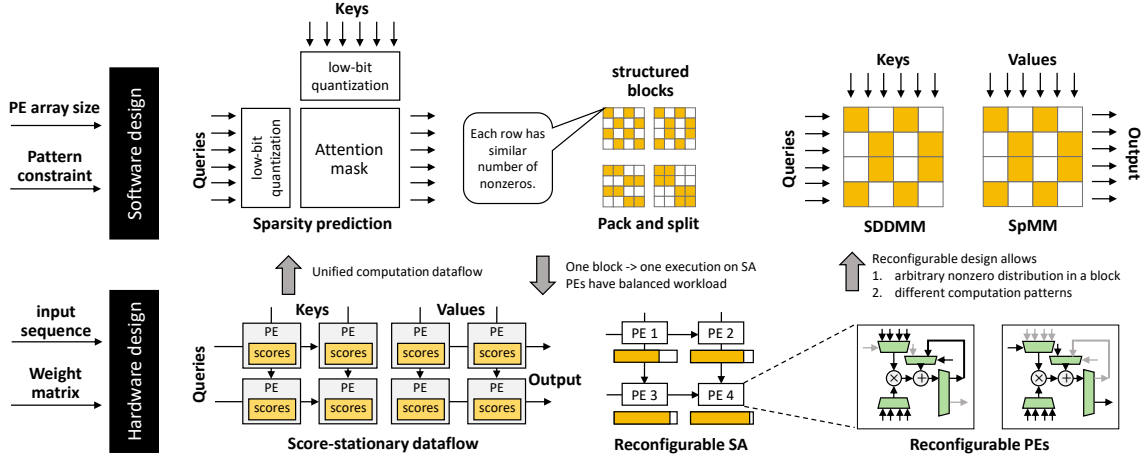 PE array size
Pattern
constraint
Software design
Keys
low-bit
quantization
Queries
low-bit
quantization
Attention
mask
Sparsity prediction
Each row has
similar
number of
nonzeros.
structured
blocks
Pack and split
Keys
Values
Queries
Output
SDDMM
SpMM
Unified computation dataflow
One block -> one execution on SA
PEs have balanced workload
Reconfigurable design allows
1. arbitrary nonzero distribution in a block
2. different computation patterns
input
sequence
Weight
matrix
Hardware design
Keys
Values
Queries
PE
scores
PE
scores
PE
scores
PE
scores
PE
scores
PE
scores
PE
scores
PE
scores
Output
Score-stationary dataflow
PE 1
PE 2
PE 3
PE 4
Reconfigurable SA
Reconfigurable PEs